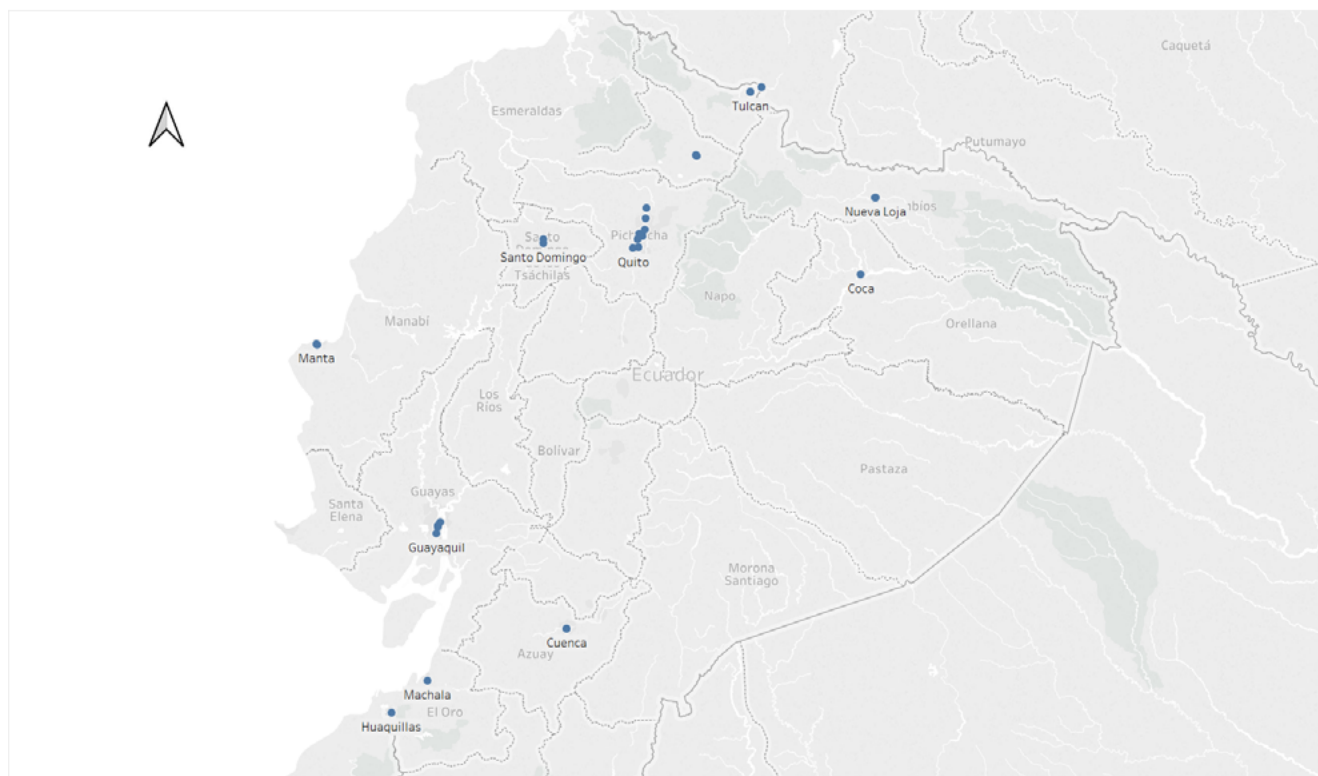 Caquetá
Tulcan
Esmeraldas
Putumayo
Nueva Loja
bíos
Santo
Santo Domingo
Tsáchilas
Quito
Coca
Napo
Manabí
Orellana
Manta
Ecuador
Los
Ríos
Bolívar
Pastaza
Guayas
Santa
Elena
Guayaquil
Morona
Santiago
Cuenca
Azuay
Machala
El Oro
Huaquillas